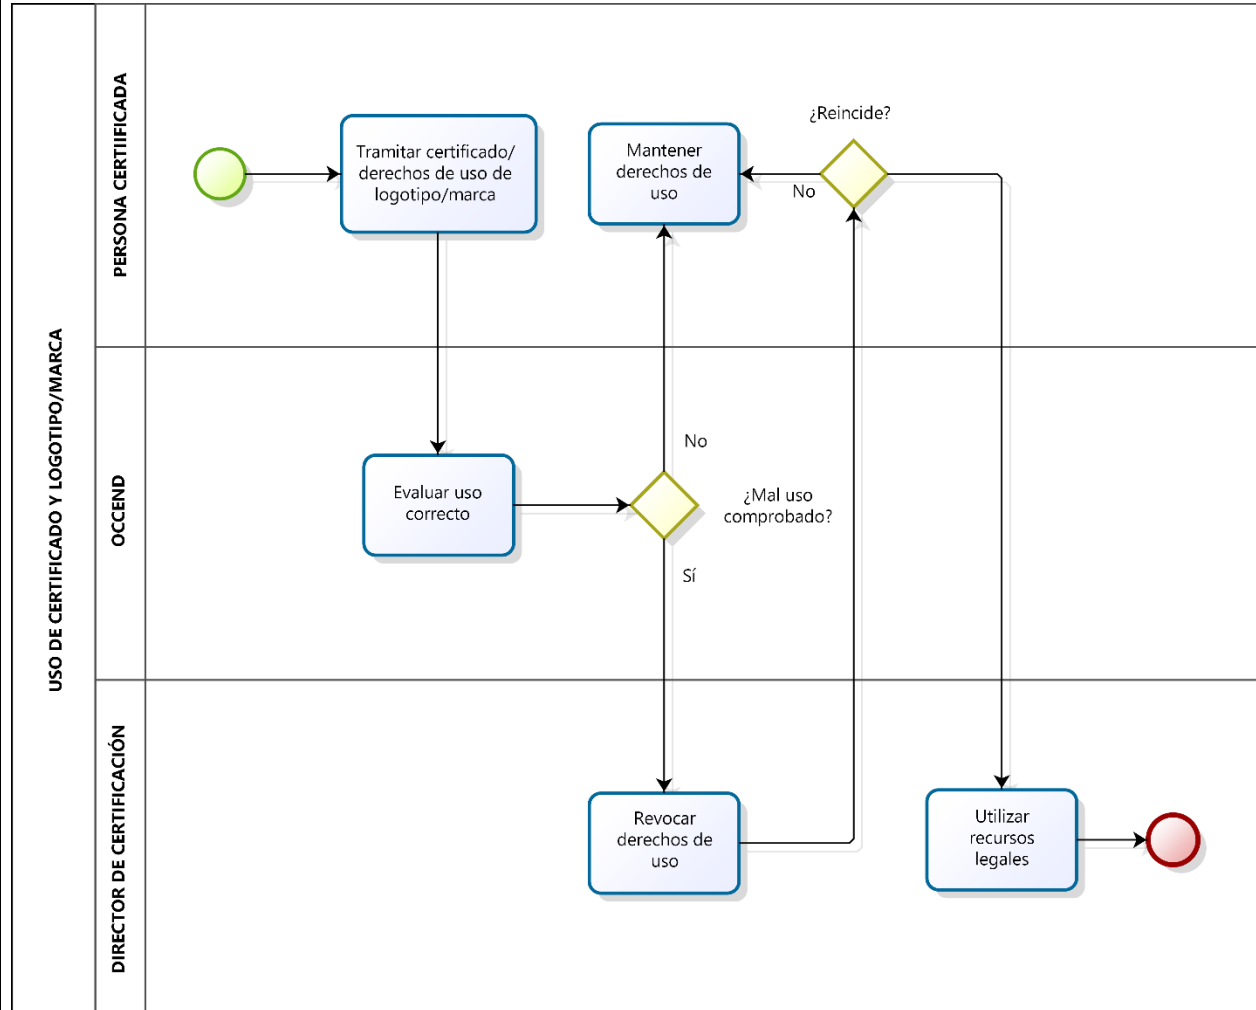 USO DE CERTIFICADO Y LOGOTIPO/MARCA
PERSONA CERTIIFICADA
¿Reincide?
Tramitar certificado/
derechos de uso de
logotipo/marca
Mantener
derechos de
uso
No
OCCEND
No
Evaluar uso
correcto
¿Mal uso
comprobado?
Sí
DIRECTOR DE CERTIFICACIÓN
Revocar
derechos de
uso
Utilizar
recursos
legales